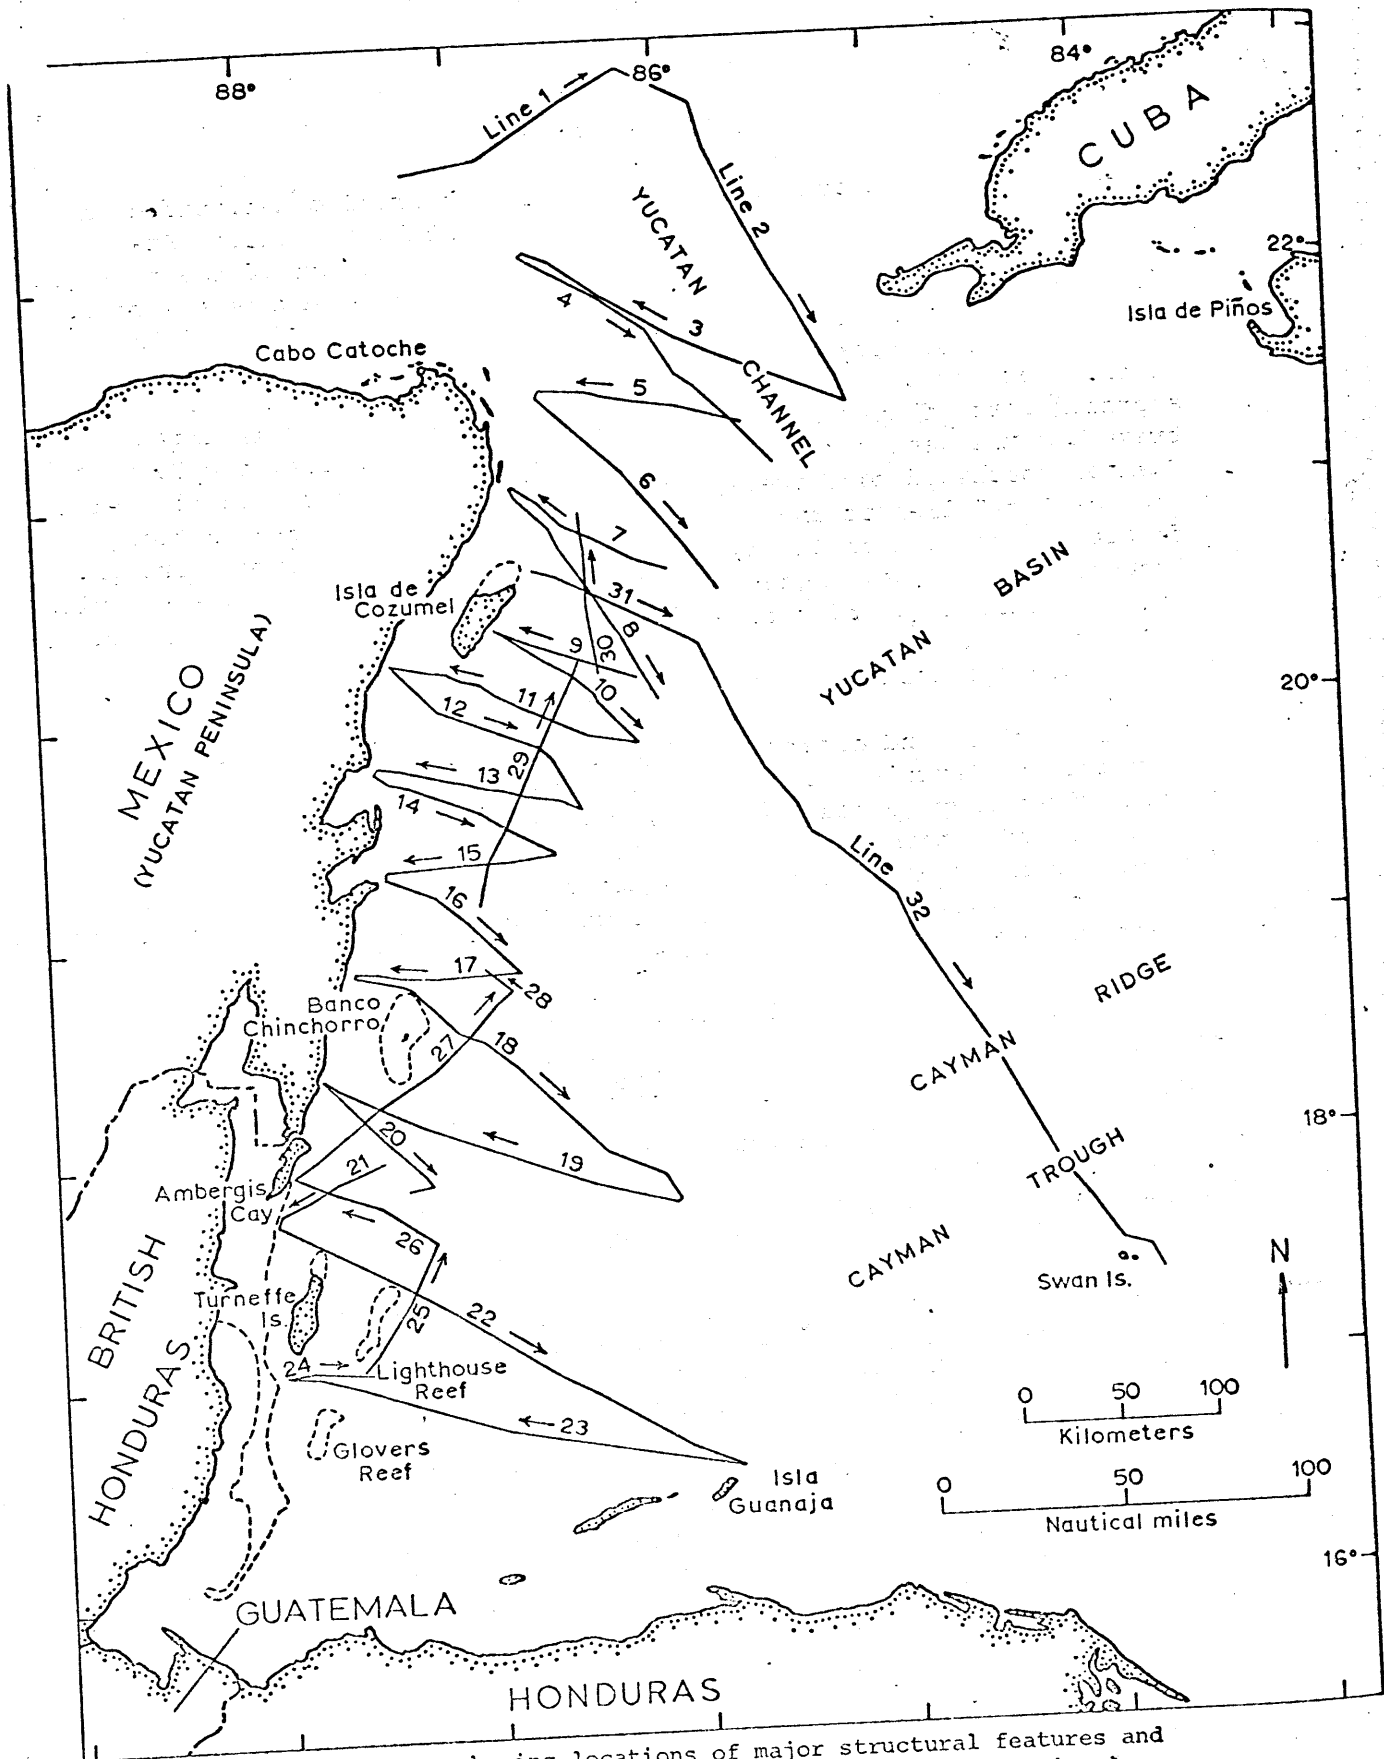 88°
86°
84°
Line 1
CUBA
Line 2
YUCATAN
22°
4
3
Isla de Piños
Cabo Catoche
CHANNEL
5
6
7
BASIN
Isla de
Cozumel
31
8
9
30
YUCATAN
10
20°
11
12
MEXICO
(YUCATAN PENINSULA)
29
13
14
15
Line 32
16
17
RIDGE
28
Banco
Chinchorro
27
18
CAYMAN
18°
20
19
21
TROUGH
Ambergis
Cay
26
CAYMAN
N
Swan Is.
BRITISH
HONDURAS
Turneffe
Is.
25
22
24
Lighthouse
Reef
0 50 100
Kilometers
23
Glovers
Reef
Isla
Guanaja
0 50 100
Nautical miles
16°
GUATEMALA
HONDURAS
locations of major structural features and